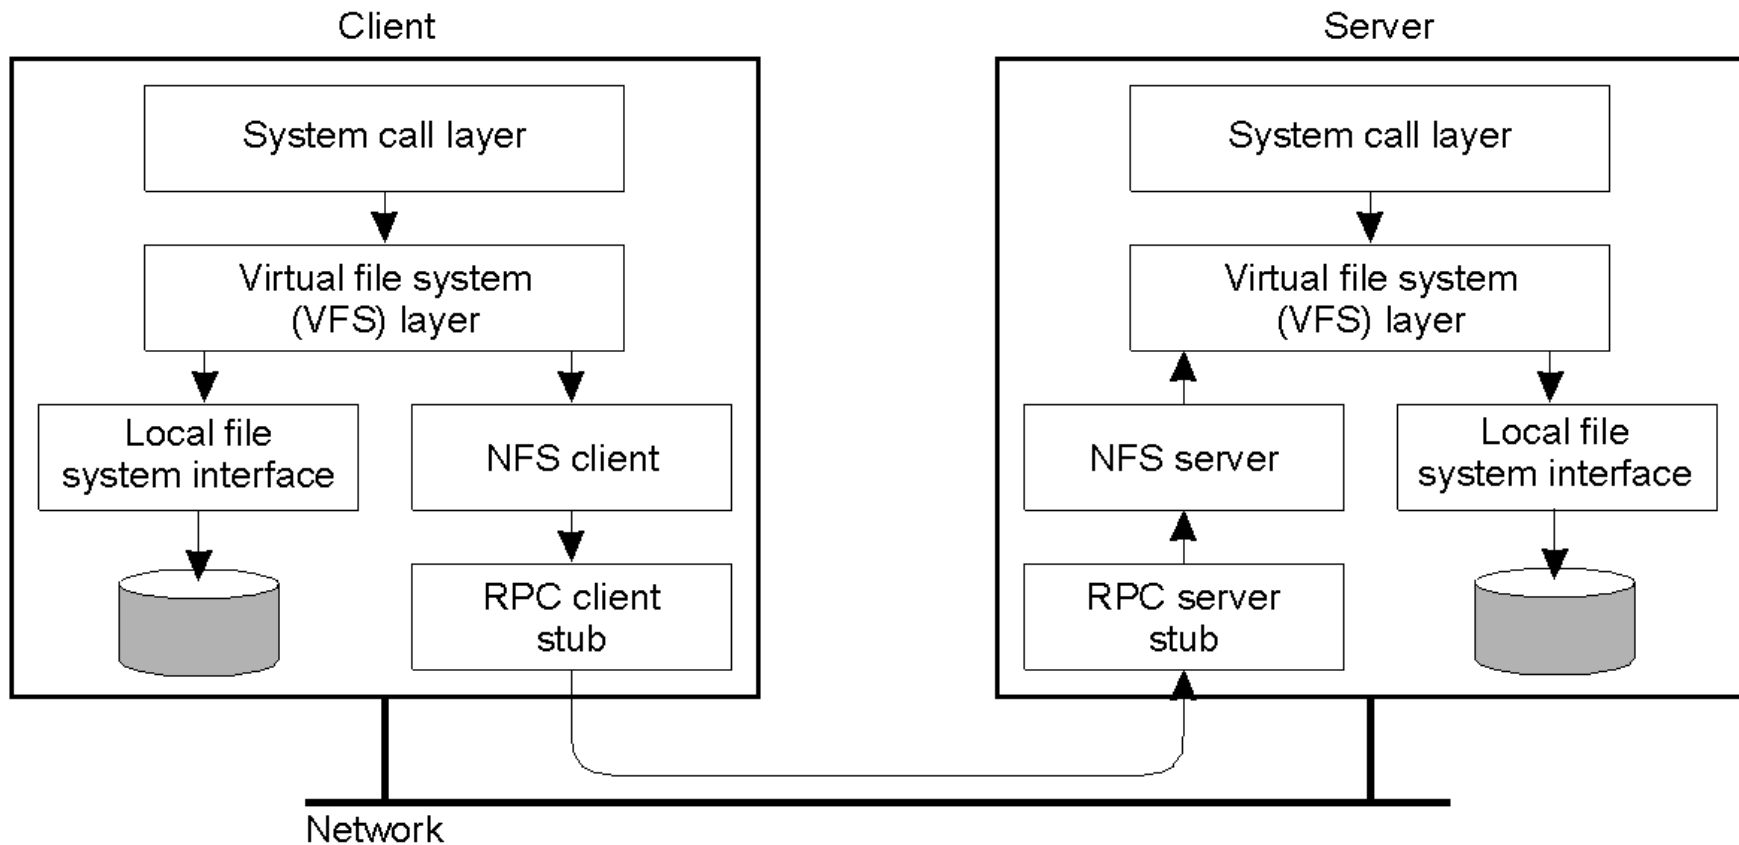 Client
Server
System call layer
System call layer
Virtual file system
(VFS) layer
Virtual file system
(VFS) layer
Local file
system interface
NFS client
NFS server
Local file
system interface
RPC client
stub
RPC server
stub
Network